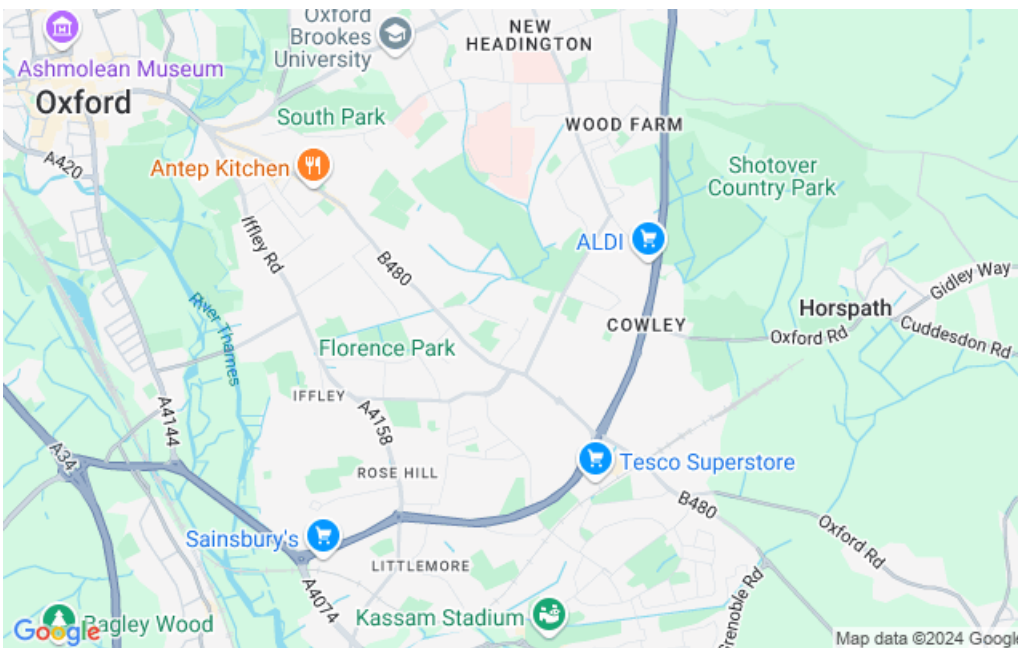 Oxford
Brookes
University
NEW
HEADINGTON
Ashmolean Museum
Oxford
South Park
WOOD FARM
A420
Antep Kitchen
Shotover
Country Park
Iffley Rd
ALDI
B480
Gidley Way
River Thames
Horspath
COWLEY
Oxford Rd
Cuddesdon Rd
Florence Park
IFFLEY
A4144
A4158
A34
ROSE HILL
Tesco Superstore
B480
Sainsbury's
Oxford Rd
LITTLEMORE
A4074
Grenoble Rd
Kassam Stadium
Bagley Wood
Google
Map data ©2024 Google